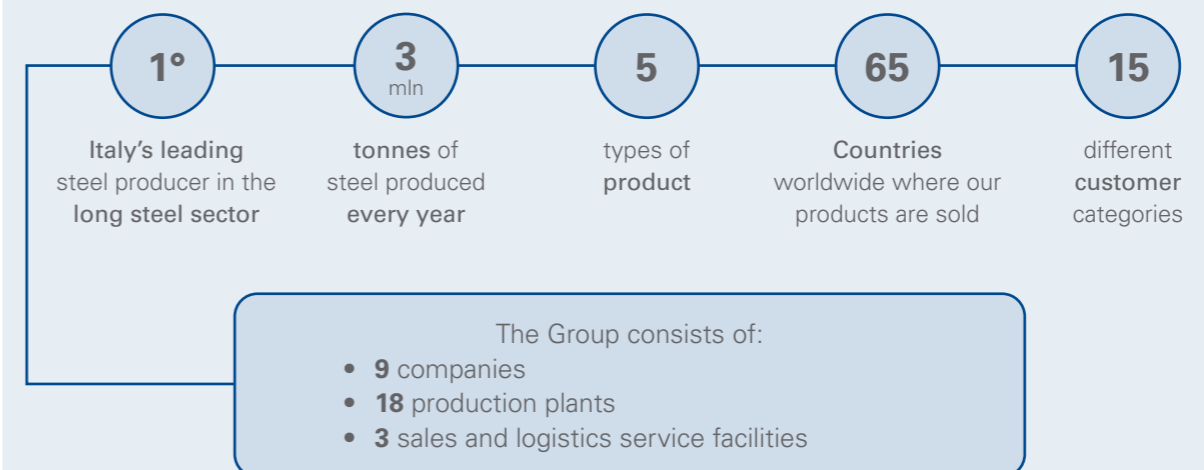 1°
Italy's leading
steel producer in the
long steel sector
3
mln
tonnes of
steel produced
every year
5
types of
product
65
Countries
worldwide where our
products are sold
15
different
customer
categories
The Group consists of:
• 9 companies
• 18 production plants
• 3 sales and logistics service facilities